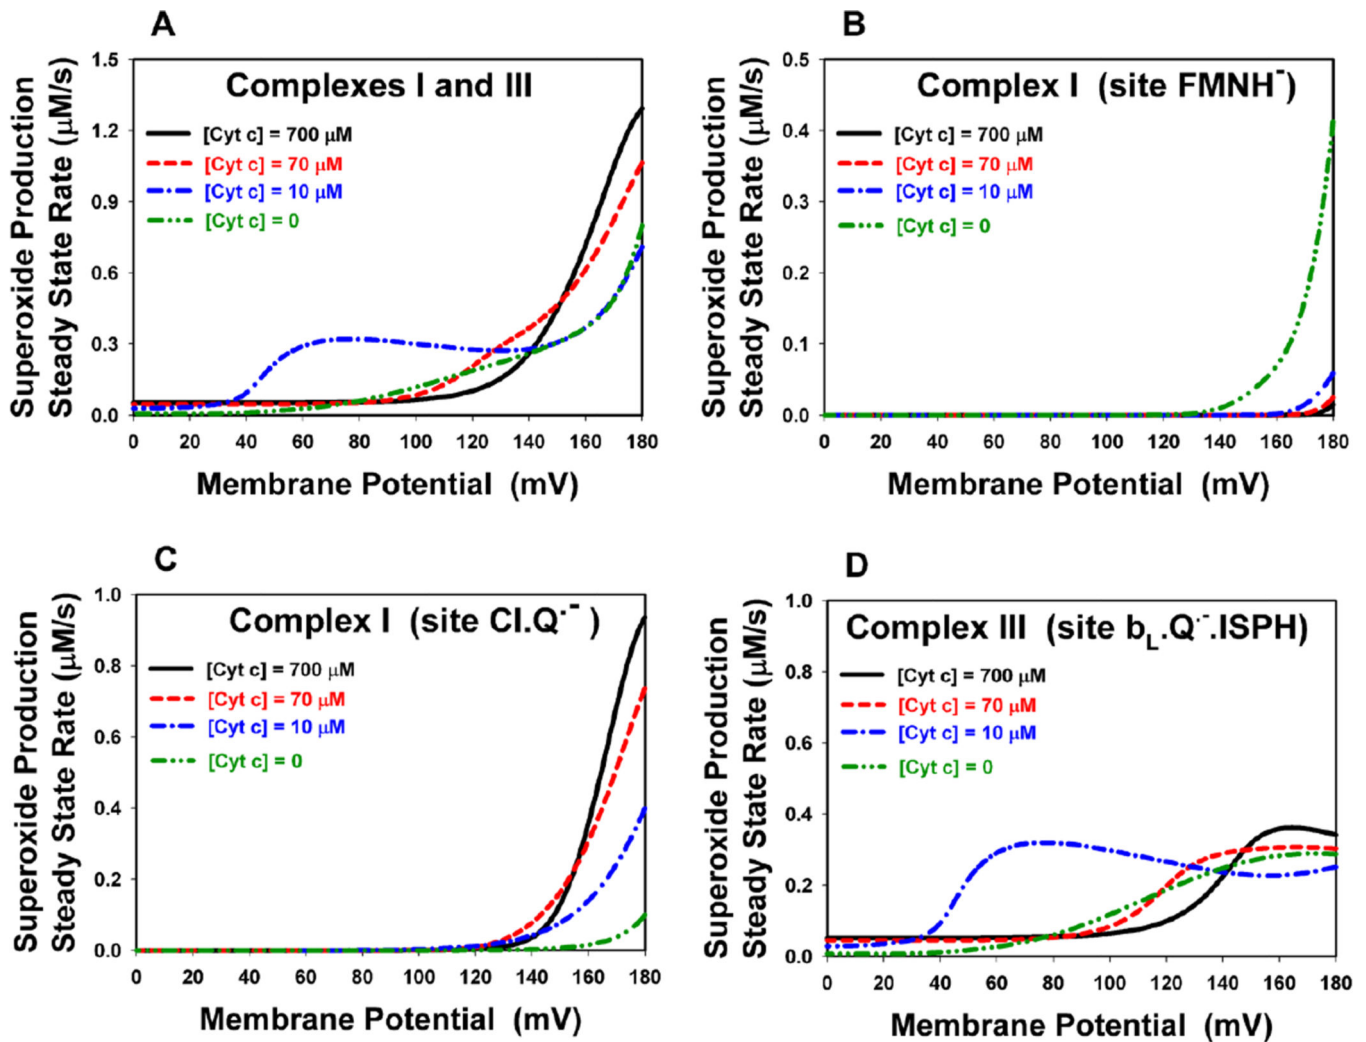 A
Superoxide Production
Steady State Rate (μM/s)
1.5
1.2
0.9
0.6
0.3
0.0
Complexes I and III
[Cyt c] = 700 μM
[Cyt c] = 70 μM
[Cyt c] = 10 μM
[Cyt c] = 0
0 20 40 60 80 100 120 140 160 180
Membrane Potential (mV)
B
Superoxide Production
Steady State Rate (μM/s)
0.5
0.4
0.3
0.2
0.1
0.0
Complex I (site FMNH⁻)
[Cyt c] = 700 μM
[Cyt c] = 70 μM
[Cyt c] = 10 μM
[Cyt c] = 0
0 20 40 60 80 100 120 140 160 180
Membrane Potential (mV)
C
Superoxide Production
Steady State Rate (μM/s)
1.0
0.8
0.6
0.4
0.2
0.0
Complex I (site CI.Q·⁻ )
[Cyt c] = 700 μM
[Cyt c] = 70 μM
[Cyt c] = 10 μM
[Cyt c] = 0
0 20 40 60 80 100 120 140 160 180
Membrane Potential (mV)
D
Superoxide Production
Steady State Rate (μM/s)
1.0
0.8
0.6
0.4
0.2
0.0
Complex III (site b_L.Q·⁻.ISPH)
[Cyt c] = 700 μM
[Cyt c] = 70 μM
[Cyt c] = 10 μM
[Cyt c] = 0
0 20 40 60 80 100 120 140 160 180
Membrane Potential (mV)